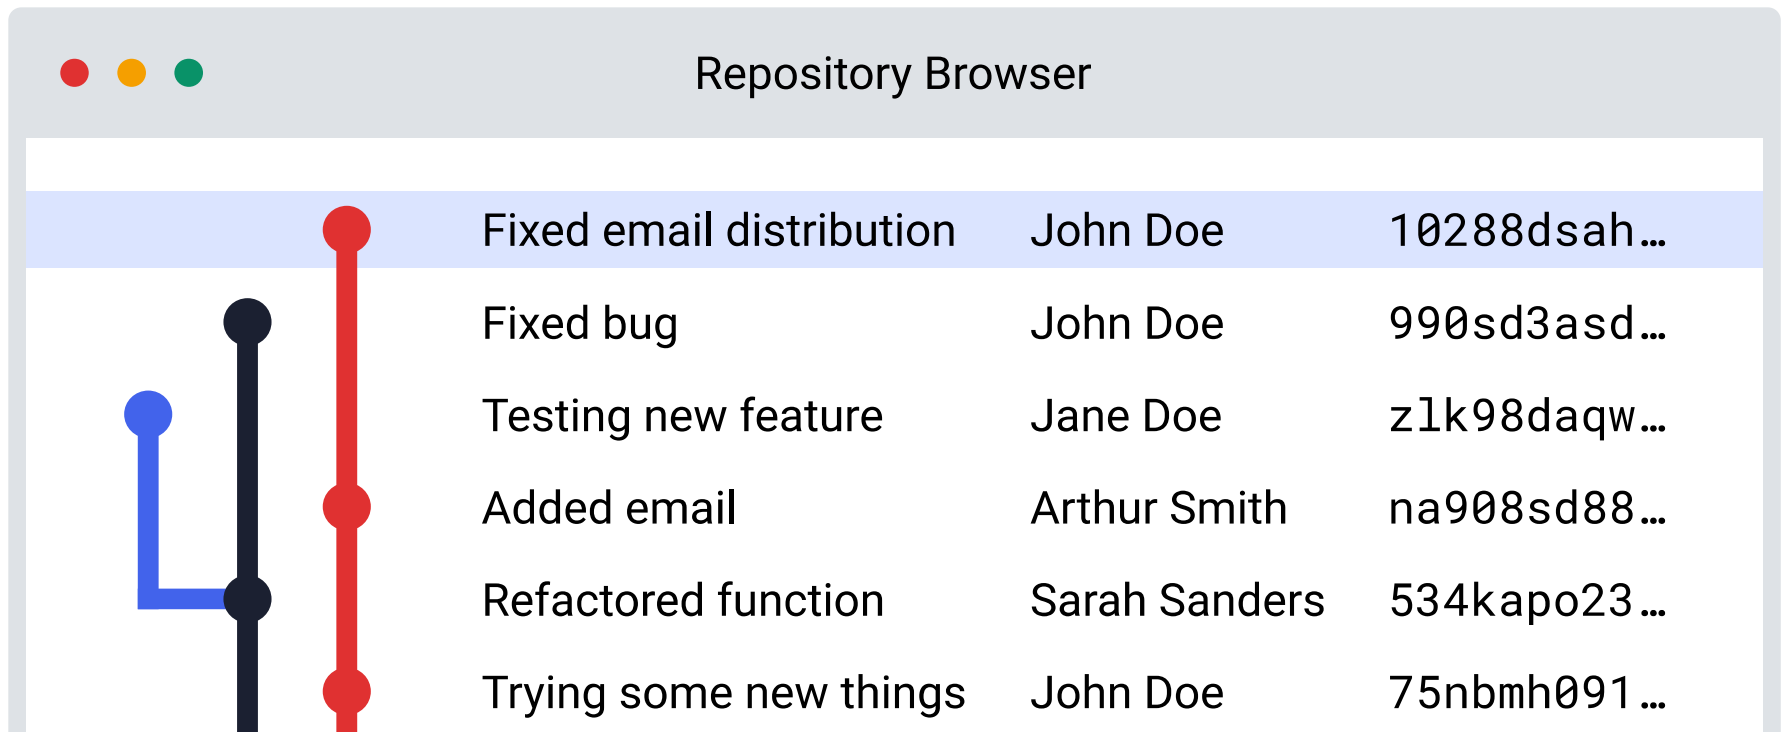 Repository Browser
Fixed email distribution John Doe 10288dsah…
Fixed bug John Doe 990sd3asd…
Testing new feature Jane Doe zlk98daqw…
Added email Arthur Smith na908sd88…
Refactored function Sarah Sanders 534kapo23…
Trying some new things John Doe 75nbmh091…